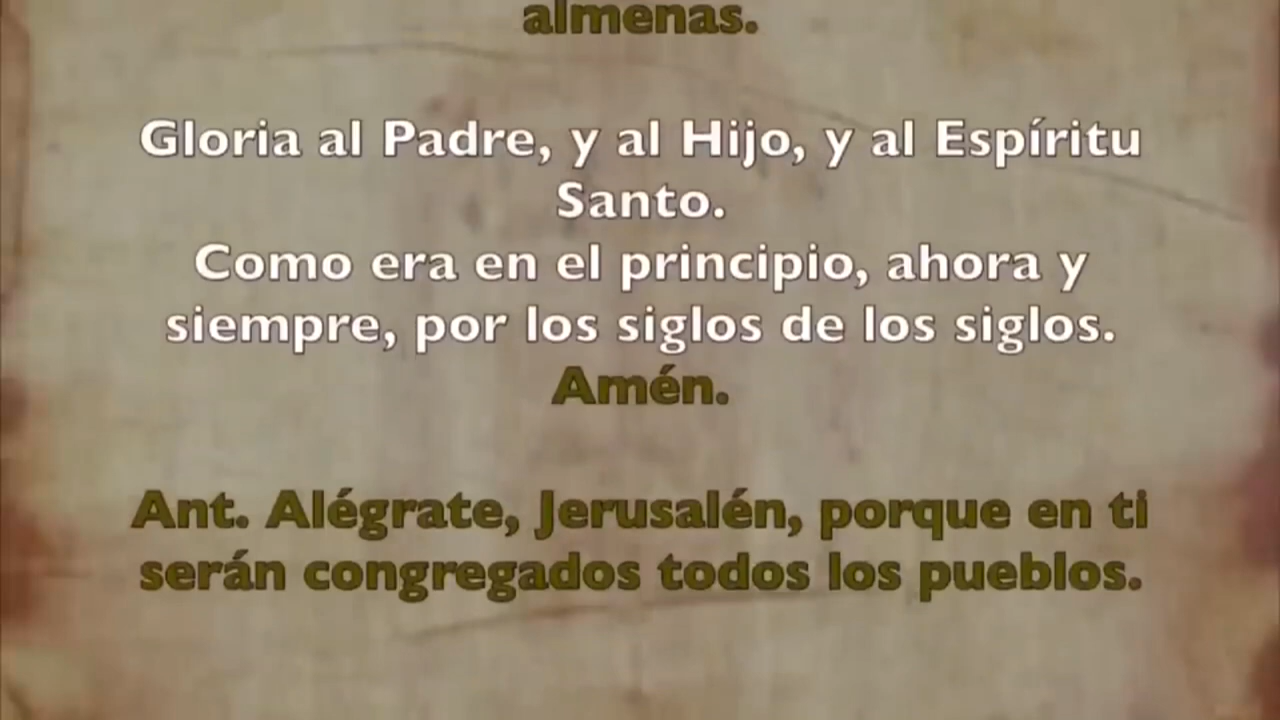 almenas.
Gloria al Padre, y al Hijo, y al Espíritu
Santo.
Como era en el principio, ahora y
siempre, por los siglos de los siglos.
Amén.
Ant. Alégrate, Jerusalén, porque en ti
serán congregados todos los pueblos.